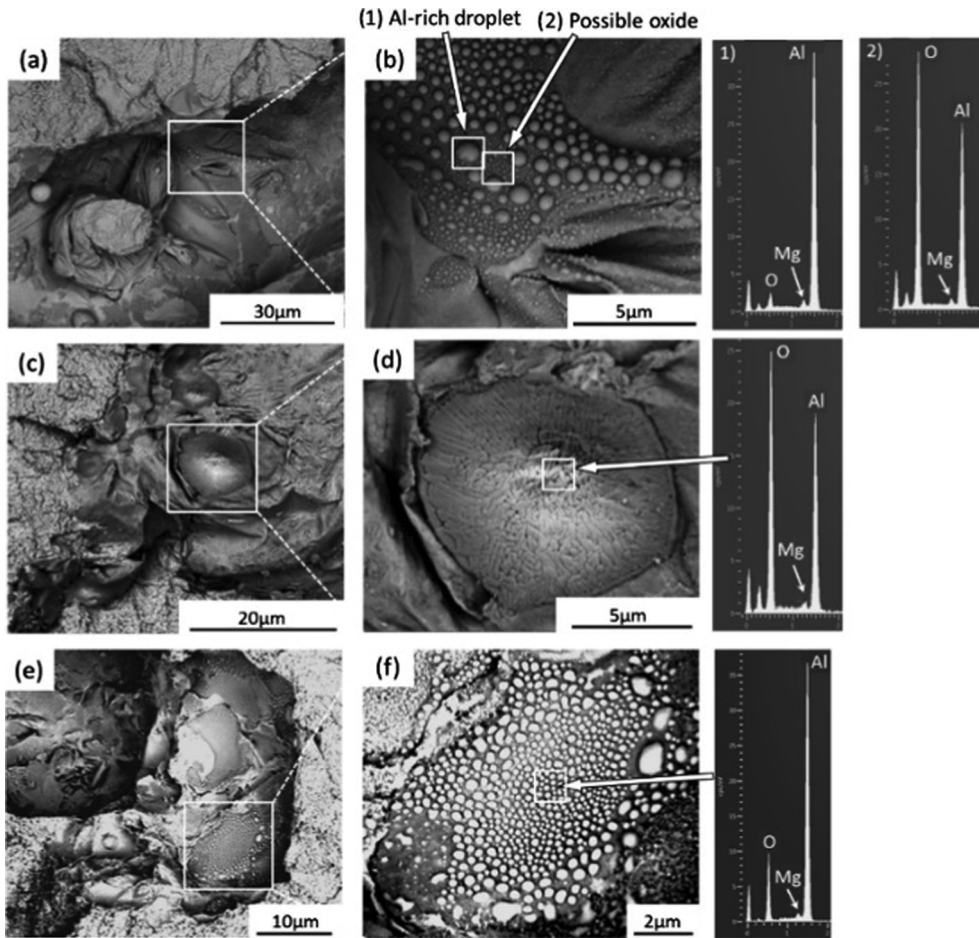 (1) Al-rich droplet
(2) Possible oxide
(a)
30µm
(b)
5µm
1)
Al
Mg
O
2)
O
Al
Mg
(c)
20µm
(d)
5µm
O
Al
Mg
(e)
10µm
(f)
2µm
Al
O
Mg